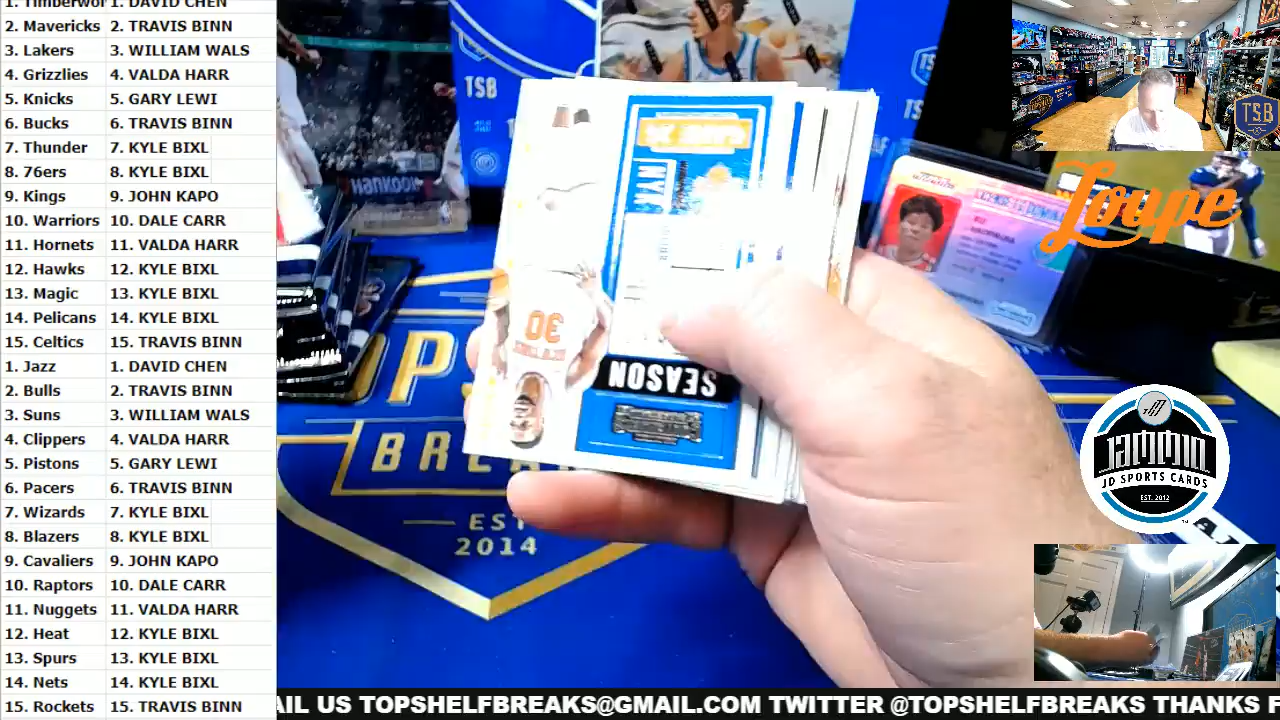 1. Timberwol 1. DAVID CHEN
2. Mavericks 2. TRAVIS BINN
3. Lakers 3. WILLIAM WALS
4. Grizzlies 4. VALDA HARR
5. Knicks 5. GARY LEWI
6. Bucks 6. TRAVIS BINN
7. Thunder 7. KYLE BIXL
8. 76ers 8. KYLE BIXL
9. Kings 9. JOHN KAPO
10. Warriors 10. DALE CARR
11. Hornets 11. VALDA HARR
12. Hawks 12. KYLE BIXL
13. Magic 13. KYLE BIXL
14. Pelicans 14. KYLE BIXL
15. Celtics 15. TRAVIS BINN
1. Jazz 1. DAVID CHEN
2. Bulls 2. TRAVIS BINN
3. Suns 3. WILLIAM WALS
4. Clippers 4. VALDA HARR
5. Pistons 5. GARY LEWI
6. Pacers 6. TRAVIS BINN
7. Wizards 7. KYLE BIXL
8. Blazers 8. KYLE BIXL
9. Cavaliers 9. JOHN KAPO
10. Raptors 10. DALE CARR
11. Nuggets 11. VALDA HARR
12. Heat 12. KYLE BIXL
13. Spurs 13. KYLE BIXL
14. Nets 14. KYLE BIXL
15. Rockets 15. TRAVIS BINN
TSB
HANKOOK
NYK
30
SEASON
EST
2014
TSB
Loupe
JAMMIN
JD SPORTS CARDS
EST. 2012
AIL US TOPSHELFBREAKS@GMAIL.COM TWITTER @TOPSHELFBREAKS THANKS F